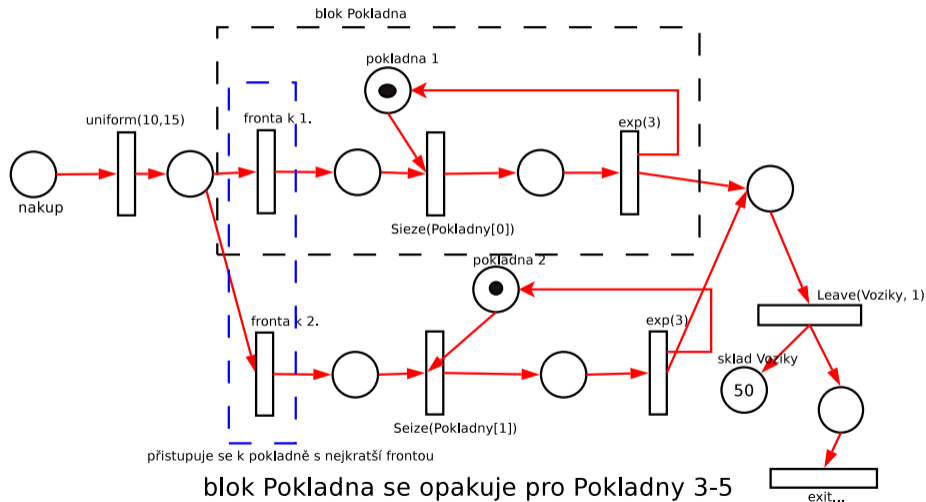 blok Pokladna
pokladna 1
uniform(10,15)
fronta k 1.
exp(3)
nakup
Sieze(Pokladny[0])
pokladna 2
Leave(Voziky, 1)
fronta k 2.
exp(3)
sklad Voziky
50
Seize(Pokladny[1])
přistupuje se k pokladně s nejkratší frontou
blok Pokladna se opakuje pro Pokladny 3-5
exit...